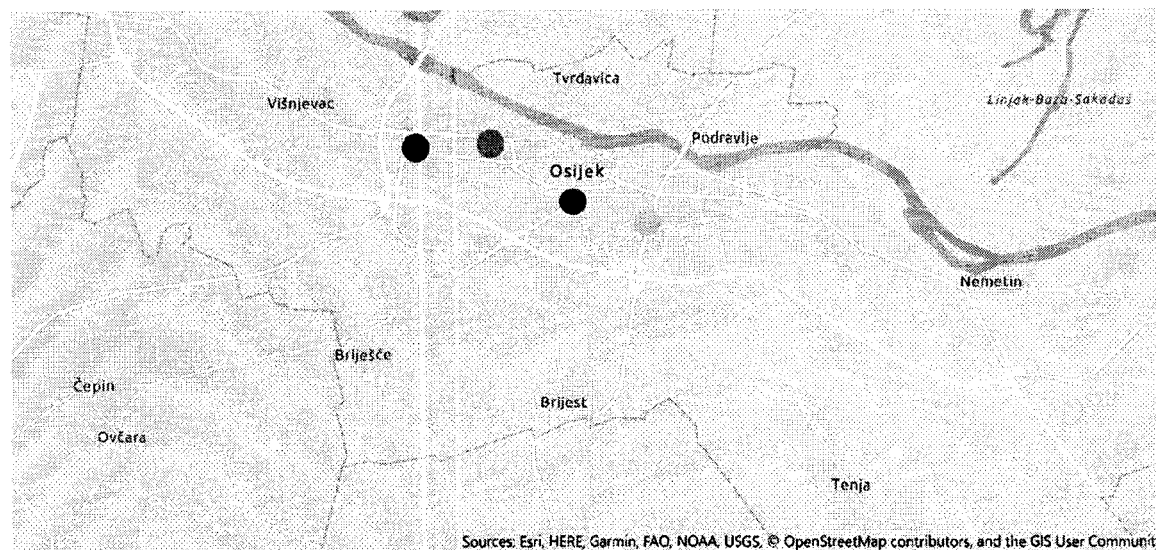 Tvrđavica
Višnjevac
Linjak-Bara-Sakadaš
Podravlje
Osijek
Nemetin
Briješće
Čepin
Brijest
Ovčara
Tenja
Sources: Esri, HERE, Garmin, FAO, NOAA, USGS, © OpenStreetMap contributors, and the GIS User Communit